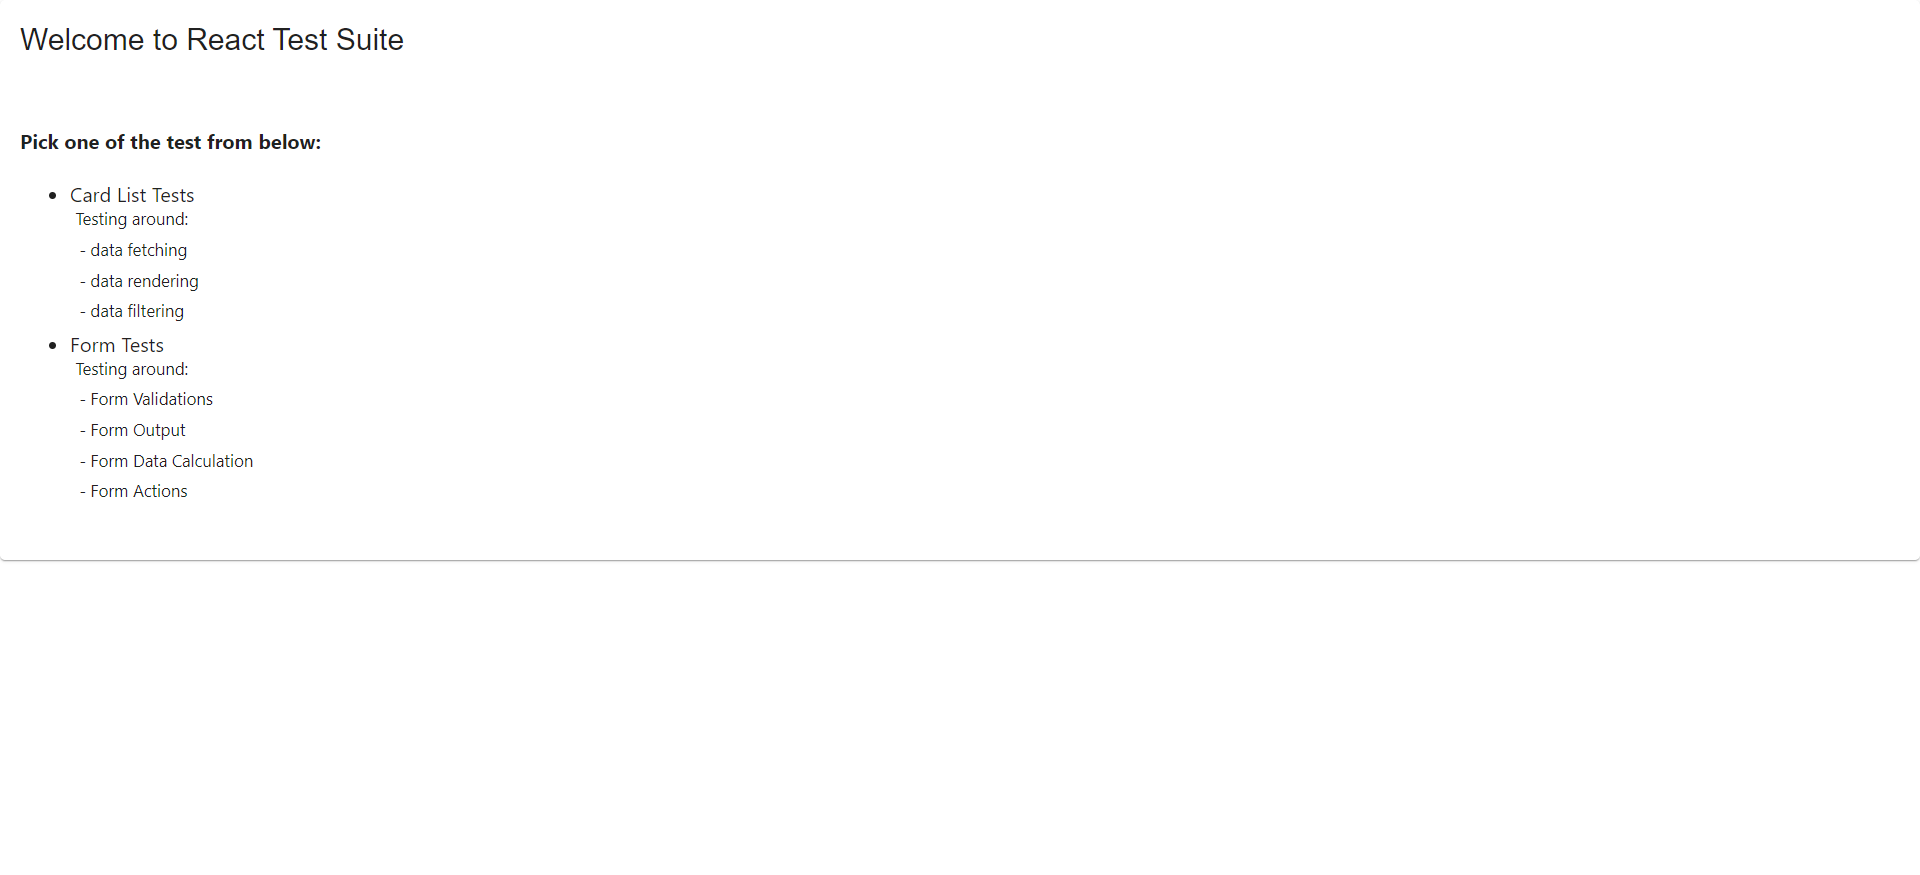 Welcome to React Test Suite
Pick one of the test from below:
Card List Tests
Testing around:
- data fetching
- data rendering
- data filtering
Form Tests
Testing around:
- Form Validations
- Form Output
- Form Data Calculation
- Form Actions